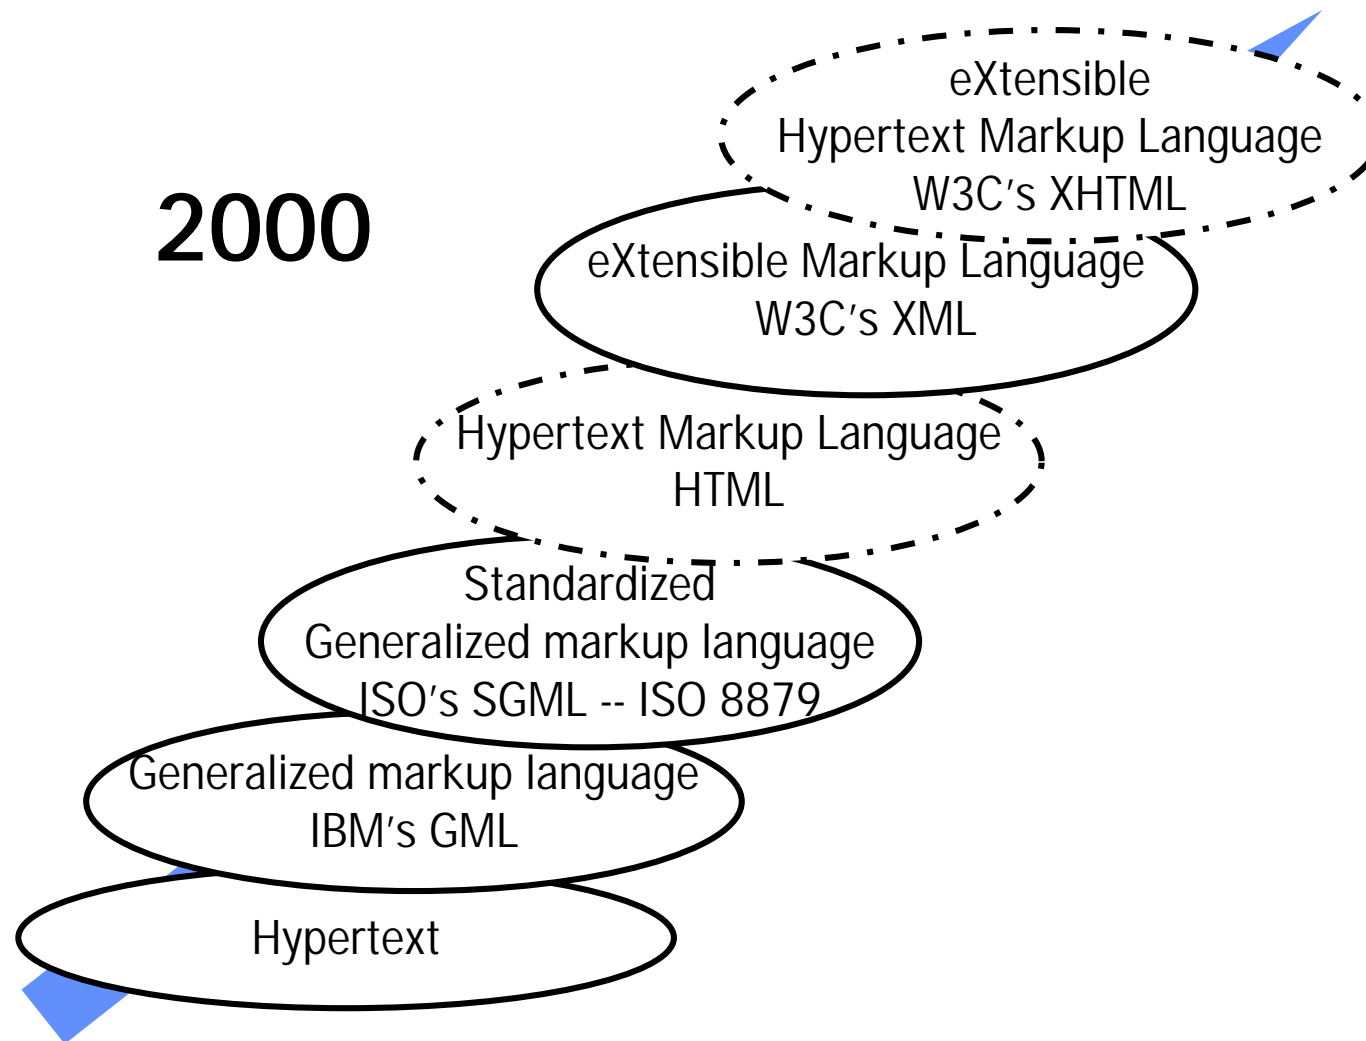 eXtensible
Hypertext Markup Language
W3C's XHTML
2000
eXtensible Markup Language
W3C's XML
Hypertext Markup Language
HTML
Standardized
Generalized markup language
ISO's SGML -- ISO 8879
Generalized markup language
IBM's GML
Hypertext